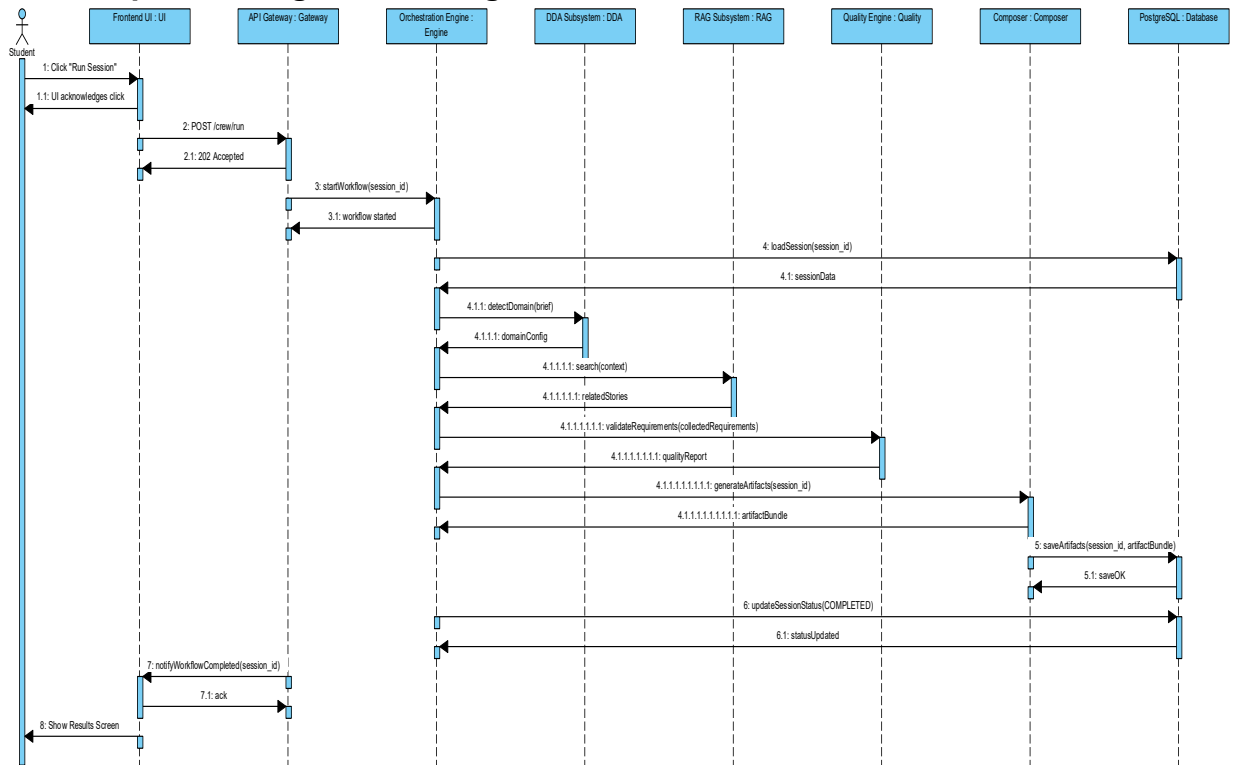 Frontend UI : UI
API Gateway : Gateway
Orchestration Engine :
Engine
DDA Subsystem : DDA
RAG Subsystem : RAG
Quality Engine : Quality
Composer : Composer
PostgreSQL : Database
Student
1: Click "Run Session"
1.1: UI acknowledges click
2: POST /crew/run
2.1: 202 Accepted
3: startWorkflow(session_id)
3.1: workflow started
4: loadSession(session_id)
4.1: sessionData
4.1.1: detectDomain(brief)
4.1.1.1: domainConfig
4.1.1.1.1: search(context)
4.1.1.1.1.1: relatedStories
4.1.1.1.1.1.1: validateRequirements(collectedRequirements)
4.1.1.1.1.1.1.1: qualityReport
4.1.1.1.1.1.1.1.1: generateArtifacts(session_id)
4.1.1.1.1.1.1.1.1.1: artifactBundle
5: saveArtifacts(session_id, artifactBundle)
5.1: saveOK
6: updateSessionStatus(COMPLETED)
6.1: statusUpdated
7: notifyWorkflowCompleted(session_id)
7.1: ack
8: Show Results Screen